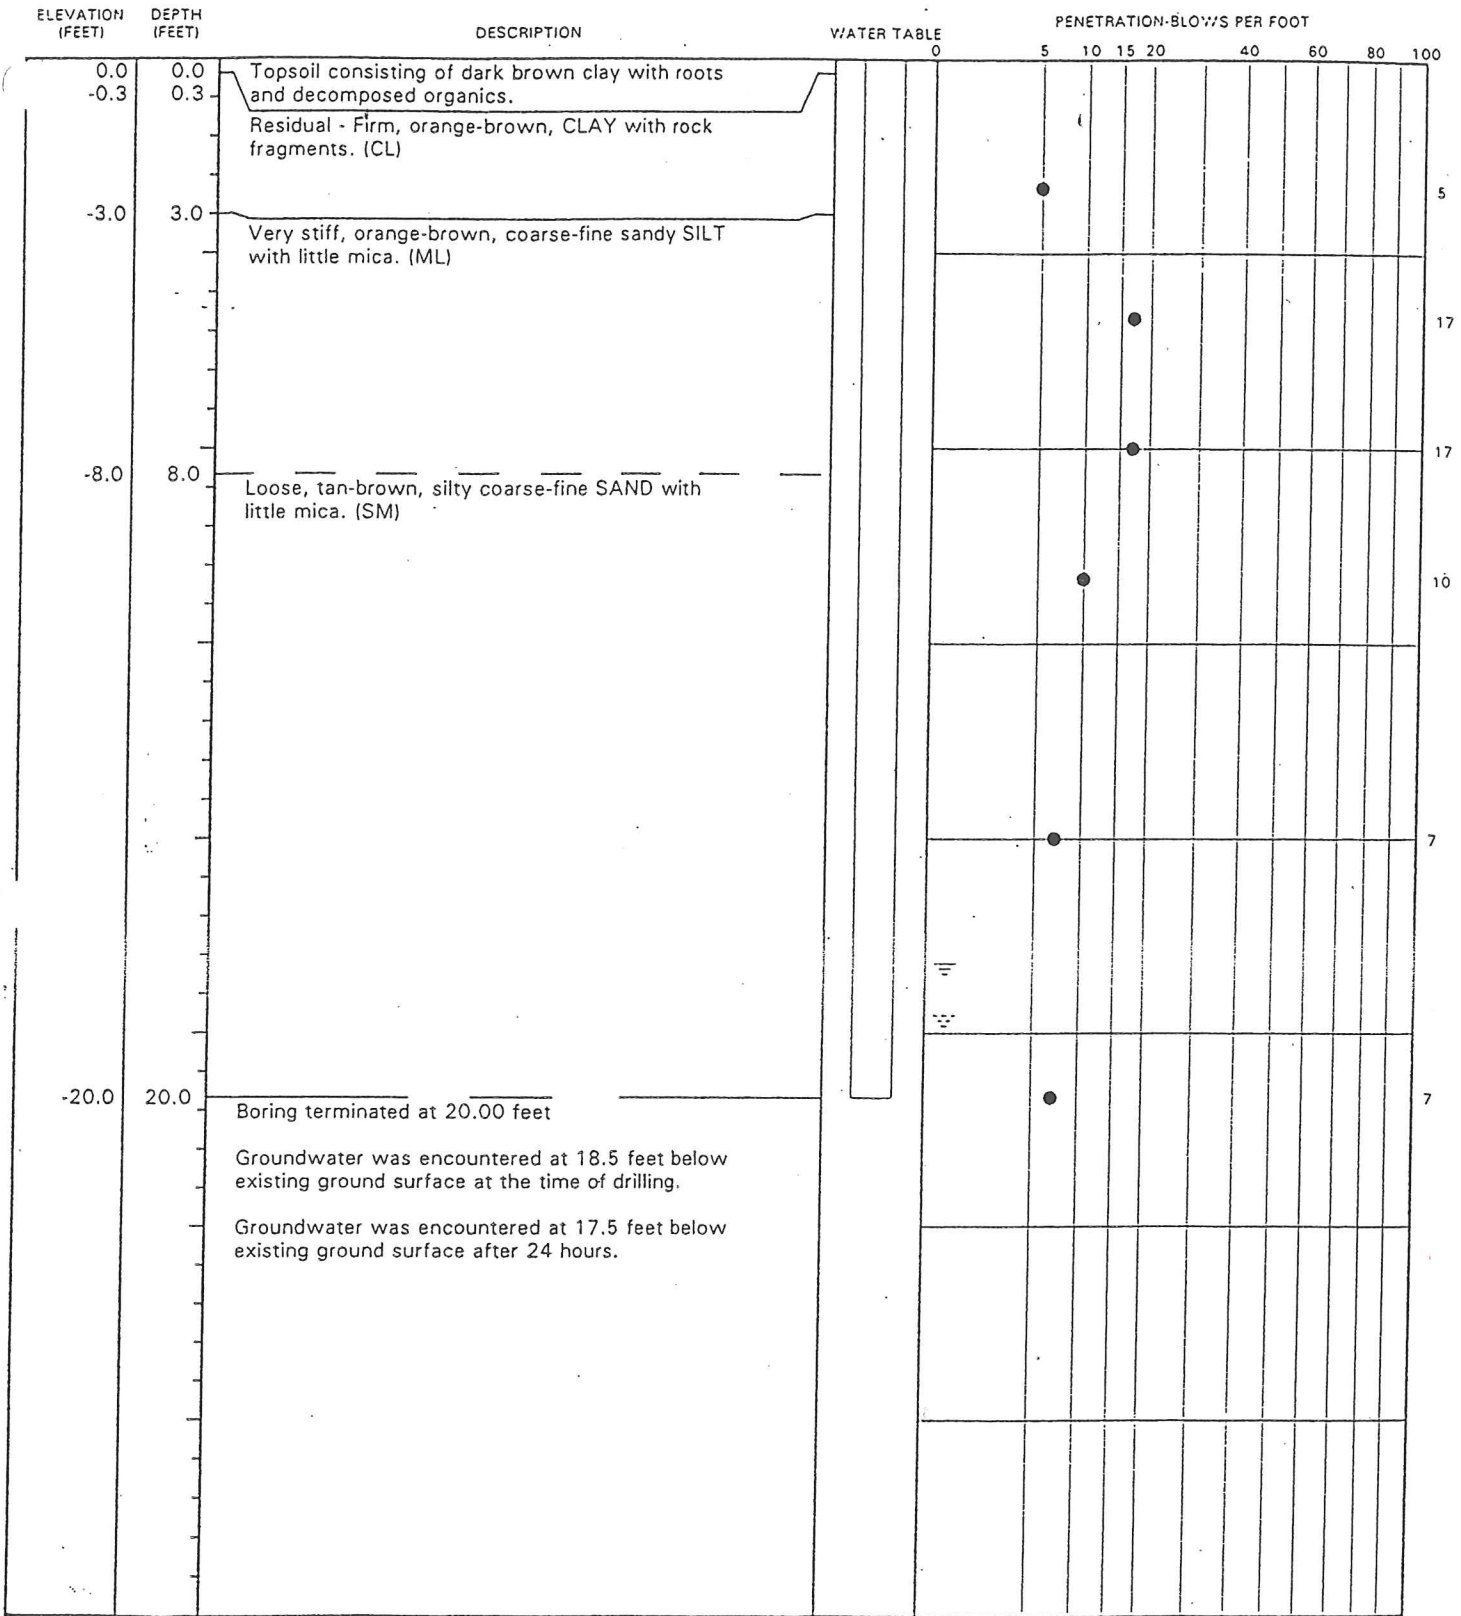 ELEVATION (FEET)
DEPTH (FEET)
DESCRIPTION
WATER TABLE
PENETRATION-BLOWS PER FOOT
0 5 10 15 20 40 60 80 100
0.0 0.0 Topsoil consisting of dark brown clay with roots
-0.3 0.3 and decomposed organics.
Residual - Firm, orange-brown, CLAY with rock
fragments. (CL)
5
-3.0 3.0
Very stiff, orange-brown, coarse-fine sandy SILT
with little mica. (ML)
17
17
-8.0 8.0
Loose, tan-brown, silty coarse-fine SAND with
little mica. (SM)
10
7
-20.0 20.0 7
Boring terminated at 20.00 feet
Groundwater was encountered at 18.5 feet below
existing ground surface at the time of drilling.
Groundwater was encountered at 17.5 feet below
existing ground surface after 24 hours.